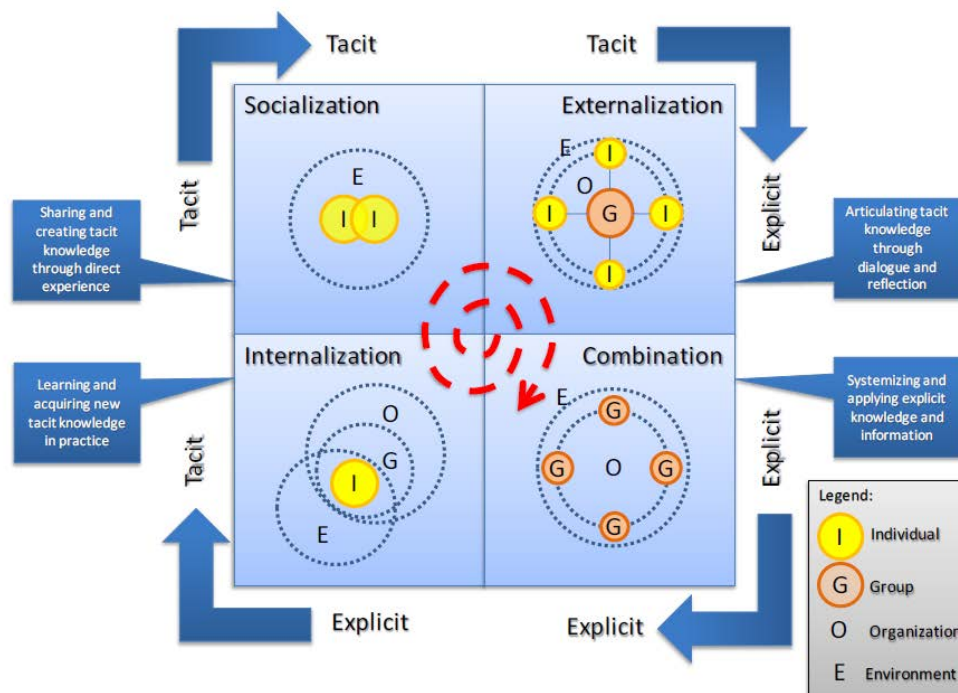 Tacit
Tacit
Tacit
Explicit
Socialization
E
I I
Externalization
E
I
O
I
G
I
I
Sharing and
creating tacit
knowledge
through direct
experience
Articulating tacit
knowledge
through
dialogue and
reflection
Internalization
O
G
I
E
Combination
E
G
G
O
G
G
Learning and
acquiring new
tacit knowledge
in practice
Systemizing and
applying explicit
knowledge and
information
Tacit
Explicit
Explicit
Explicit
Legend:
I Individual
G Group
O Organization
E Environment